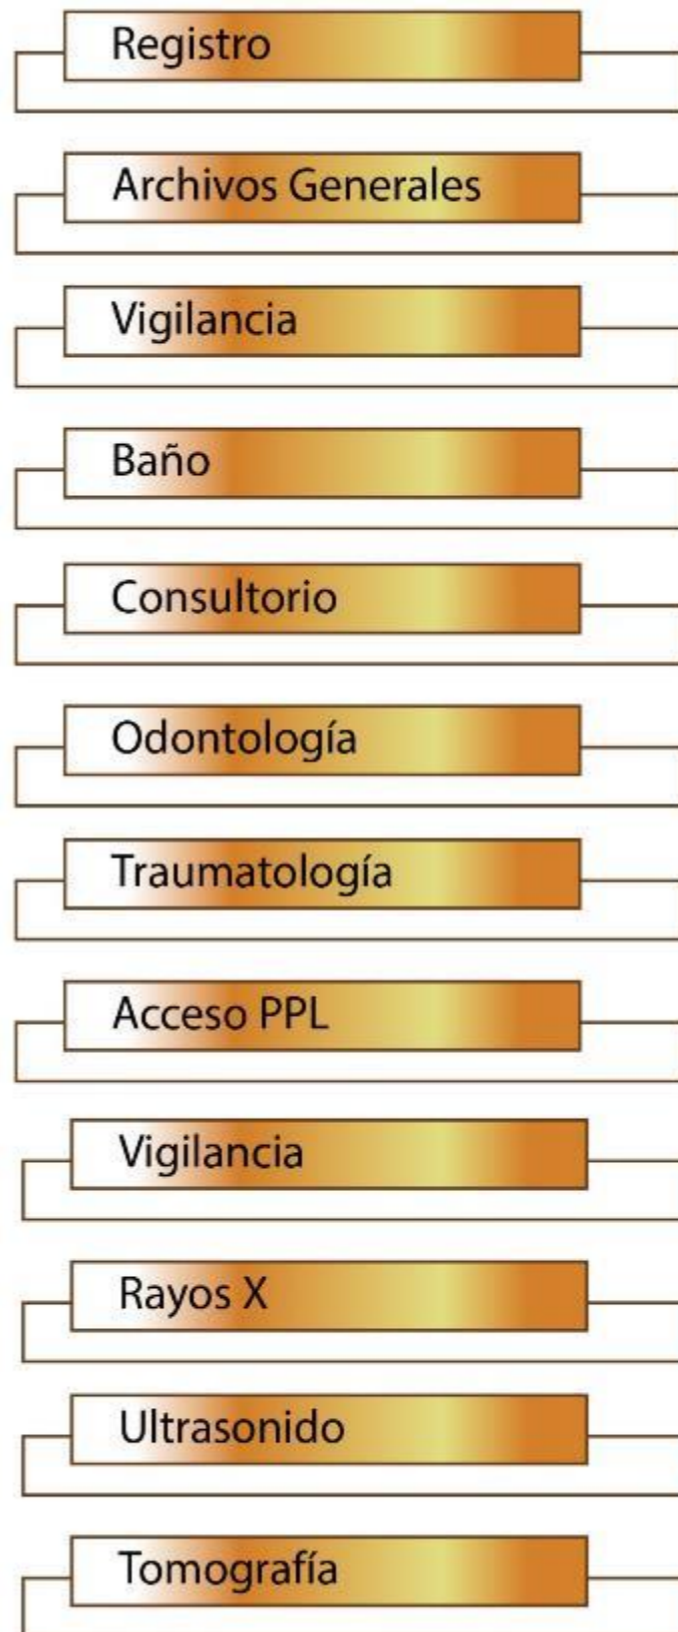 Registro
Archivos Generales
Vigilancia
Baño
Consultorio
Odontología
Traumatología
Acceso PPL
Vigilancia
Rayos X
Ultrasonido
Tomografía